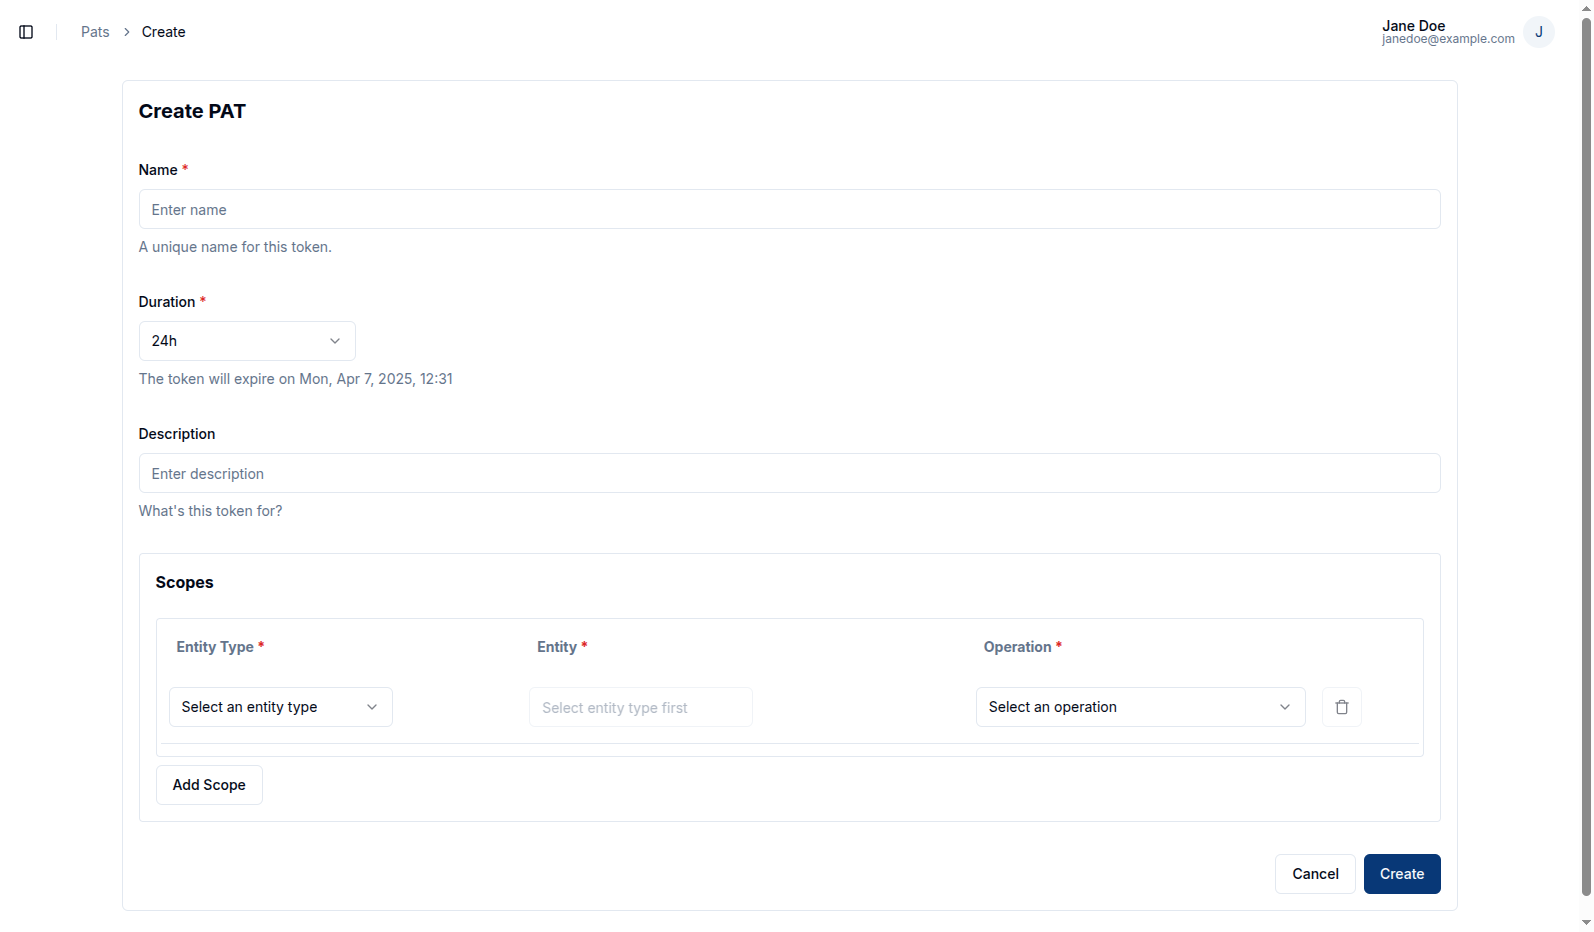 Pats > Create
Jane Doe
janedoe@example.com
J
Create PAT
Name *
Enter name
A unique name for this token.
Duration *
24h
The token will expire on Mon, Apr 7, 2025, 12:31
Description
Enter description
What's this token for?
Scopes
Entity Type * Entity * Operation *
Select an entity type Select entity type first Select an operation
Add Scope
Cancel Create